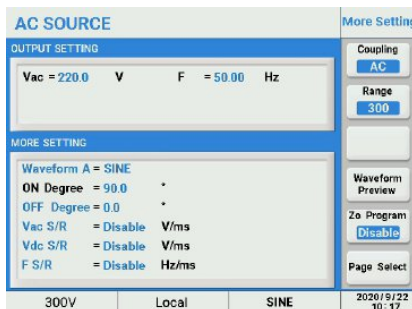 AC SOURCE
More Setting
OUTPUT SETTING
Vac = 220.0 V F = 50.00 Hz
Coupling
AC
Range
300
MORE SETTING
Waveform A = SINE
ON Degree = 90.0 °
OFF Degree = 0.0 °
Vac S/R = Disable V/ms
Vdc S/R = Disable V/ms
F S/R = Disable Hz/ms
Waveform
Preview
Zo Program
Disable
Page Select
300V Local SINE
2020/9/22
10:17